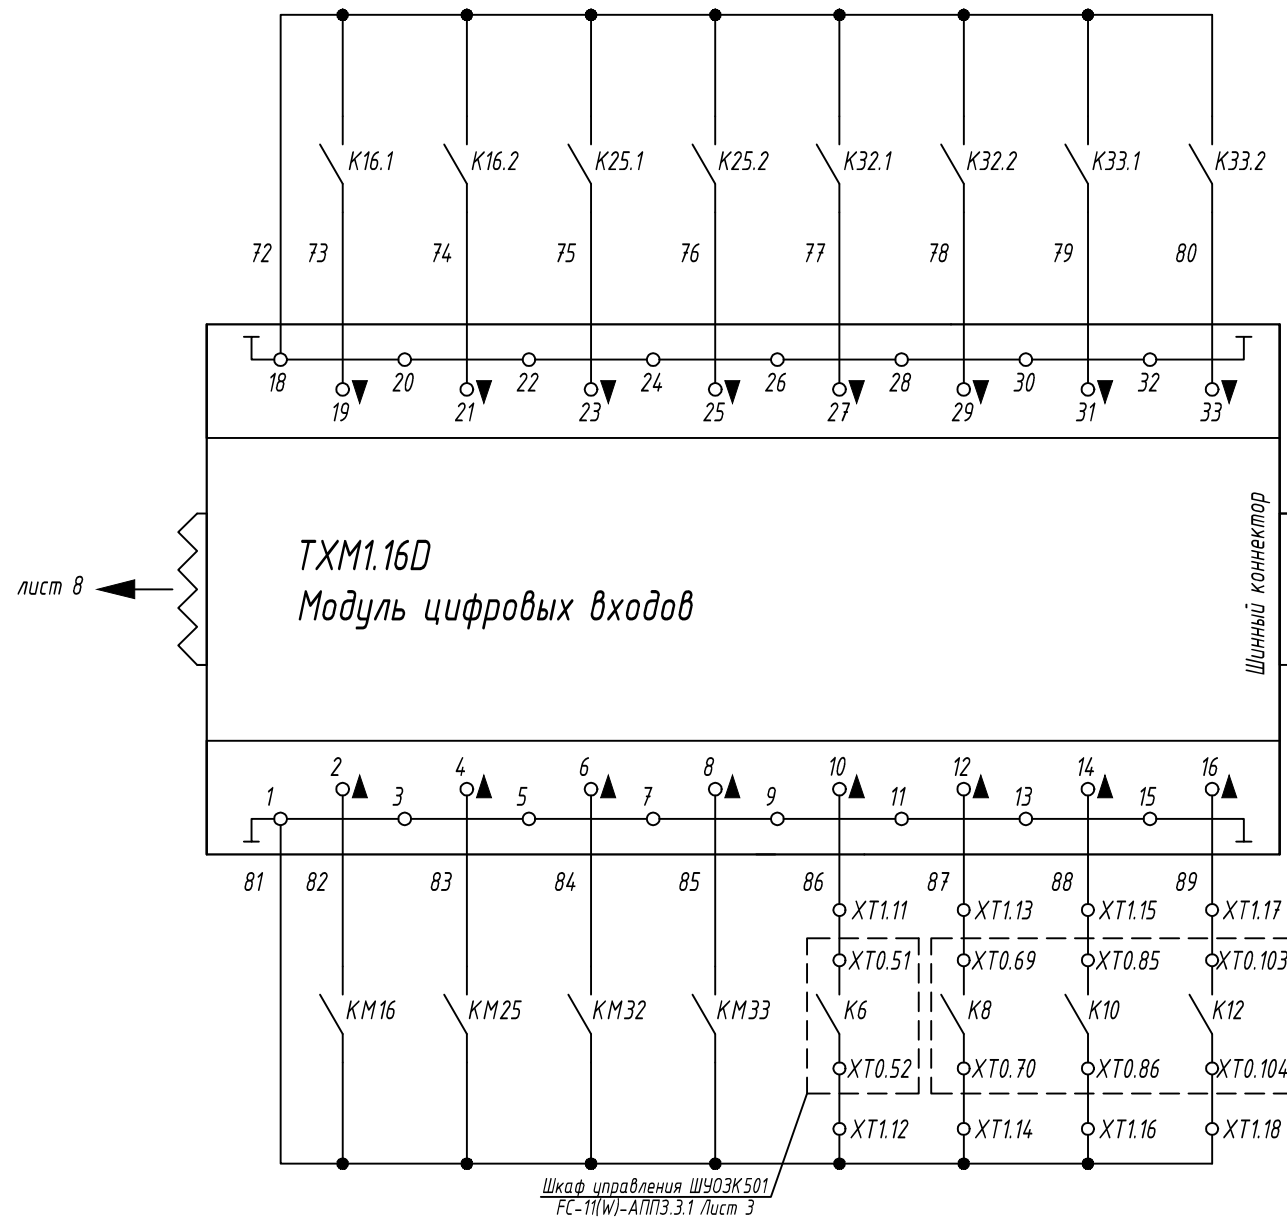 K16.1 K16.2 K25.1 K25.2 K32.1 K32.2 K33.1 K33.2
72 73 74 75 76 77 78 79 80
18 20 22 24 26 28 30 32
19 21 23 25 27 29 31 33
TXM1.16D
Модуль цифровых входов
лист 8
Шинный коннектор
2 4 6 8 10 12 14 16
1 3 5 7 9 11 13 15
81 82 83 84 85 86 87 88 89
XT1.11 XT1.13 XT1.15 XT1.17
XT0.51 XT0.69 XT0.85 XT0.103
KM16 KM25 KM32 KM33 K6 K8 K10 K12
XT0.52 XT0.70 XT0.86 XT0.104
XT1.12 XT1.14 XT1.16 XT1.18
Шкаф управления ШУОЗК501
FC-11(W)-АПП3.3.1 Лист 3